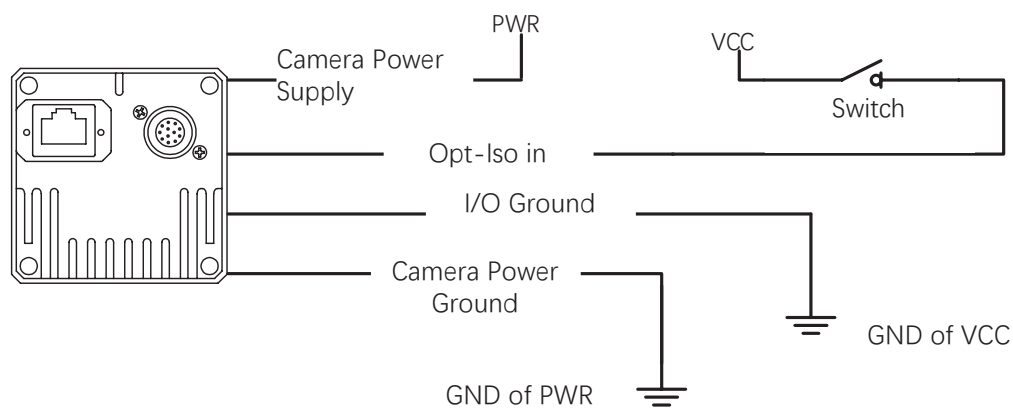 PWR
Camera Power
Supply
VCC
Switch
Opt-Iso in
I/O Ground
Camera Power
Ground
GND of VCC
GND of PWR